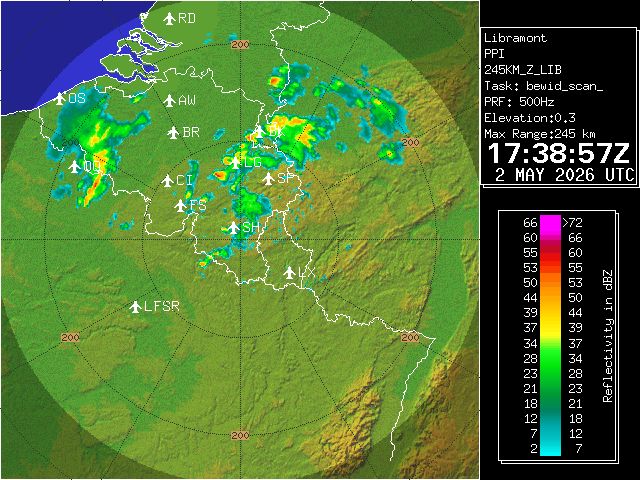 RD
200
OS
AW
BR
EK
200
LG
CI
SP
FS
SH
LX
LFSR
200
200
200
Libramont
PPI
245KM_Z_LIB
Task: bewid_scan_
PRF: 500Hz
Elevation:0.3
Max Range:245 km
17:38:57Z
2 MAY 2026 UTC
66 >72
60 66
55 60
53 55
50 53
44 50
39 44
37 39
34 37
28 34
23 28
21 23
18 21
12 18
7 12
2 7
Reflectivity in dBZ